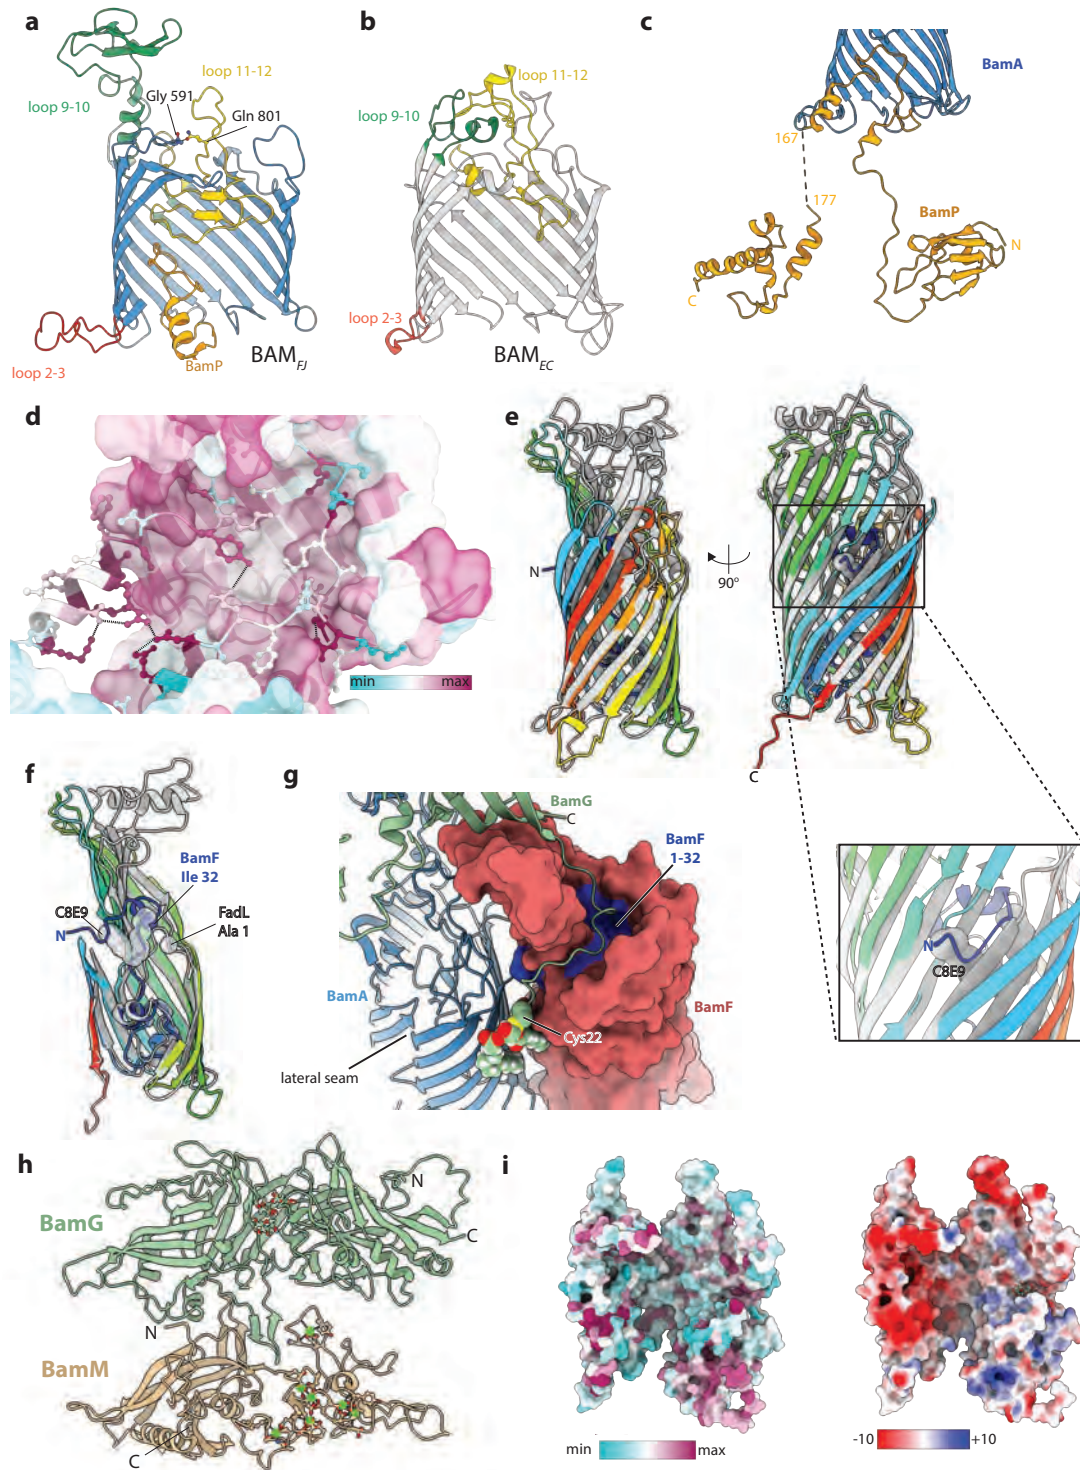 a
loop 9-10
loop 11-12
Gly 591
Gln 801
BamP
loop 2-3
BAM_FJ
b
loop 11-12
loop 9-10
loop 2-3
BAM_EC
c
BamA
167
177
BamP
N
C
d
min max
e
N
90°
C
N
C8E9
f
BamF
Ile 32
C8E9
N
FadL
Ala 1
g
BamG
C
BamF
1-32
BamA
BamF
Cys22
lateral seam
h
N
BamG
C
N
BamM
C
i
min max
-10 +10